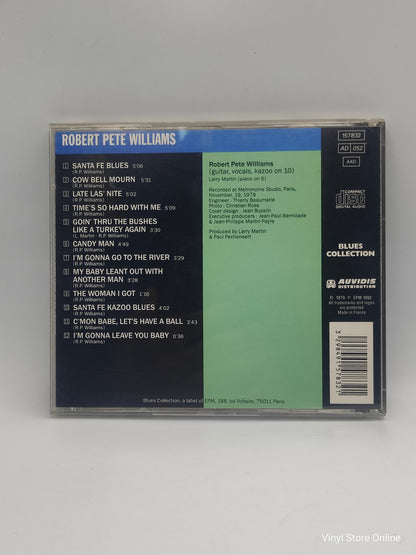 ROBERT PETE WILLIAMS
1 SANTA FE BLUES 5'06
(R.P. Williams)
2 COW BELL MOURN 5'31
(R.P. Williams)
3 LATE LAS' NITE 5'02
(R.P. Williams)
4 TIME'S SO HARD WITH ME 5'09
(R.P. Williams)
5 GOIN' THRU THE BUSHES
LIKE A TURKEY AGAIN 3'30
(L. Martin - R.P. Williams)
6 CANDY MAN 4'49
(R.P. Williams)
7 I'M GONNA GO TO THE RIVER 3'29
(R.P. Williams)
8 MY BABY LEANT OUT WITH
ANOTHER MAN 3'28
(R.P. Williams)
9 THE WOMAN I GOT 1'16
(R.P. Williams)
10 SANTA FE KAZOO BLUES 4'02
(R.P. Williams)
11 C'MON BABE, LET'S HAVE A BALL 3'43
(R.P. Williams)
12 I'M GONNA LEAVE YOU BABY 0'36
(R.P. Williams)
Robert Pete Williams
(guitar, vocals, kazoo on 10)
Larry Martin (piano on 5)
Recorded at Metronome Studio, Paris,
November, 19, 1979
Engineer : Thierry Beaumarié
Photo : Christian Rose
Cover design : Jean Buzelin
Executive producers : Jean-Paul Barriolade
& Jean-Philippe Martin-Payre
Produced by Larry Martin
& Paul Pechenaert
157832
AD 052
AAD
COMPACT
disc
DIGITAL AUDIO
BLUES
COLLECTION
AUVIDIS
DISTRIBUTION
© 1979 ℗ EPM 1992
All trademarks and logos
are protected
Made in France
3 298490 157832
Blues Collection, a label of EPM, 188, bd Voltaire, 75011 Paris
Vinyl Store Online